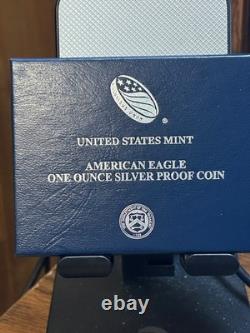 ®
UNITED STATES MINT
AMERICAN EAGLE
ONE OUNCE SILVER PROOF COIN